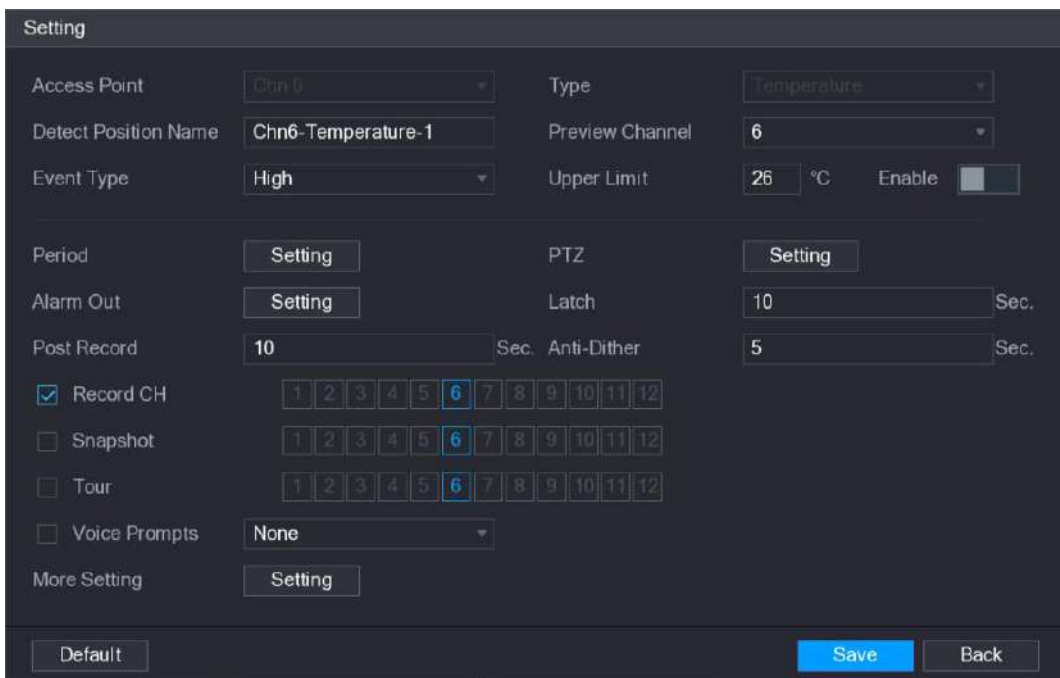 Setting
Access Point Chn 6 Type Temperature
Detect Position Name Chn6-Temperature-1 Preview Channel 6
Event Type High Upper Limit 26 °C Enable
Period Setting PTZ Setting
Alarm Out Setting Latch 10 Sec.
Post Record 10 Sec. Anti-Dither 5 Sec.
Record CH 1 2 3 4 5 6 7 8 9 10 11 12
Snapshot 1 2 3 4 5 6 7 8 9 10 11 12
Tour 1 2 3 4 5 6 7 8 9 10 11 12
Voice Prompts None
More Setting Setting
Default Save Back